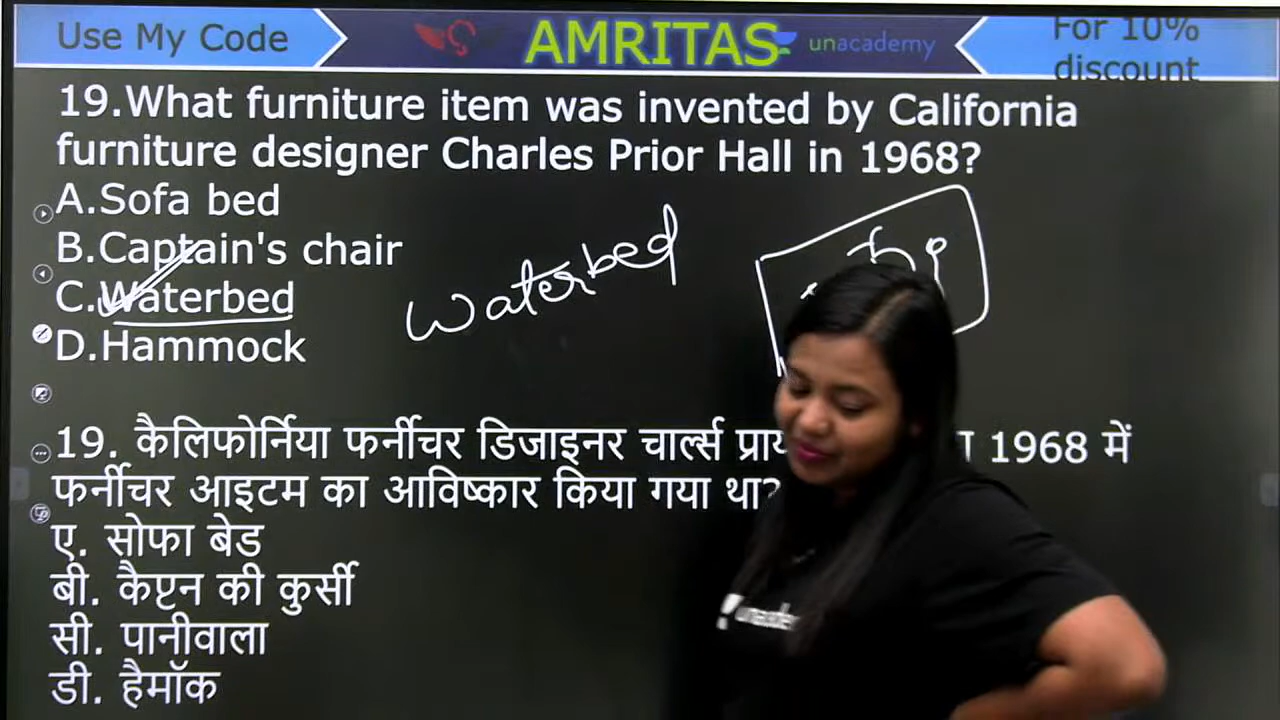 Use My Code
AMRITAS
unacademy
For 10%
discount
19.What furniture item was invented by California
furniture designer Charles Prior Hall in 1968?
A.Sofa bed
B.Captain's chair
C.Waterbed
D.Hammock
Waterbed
19. कैलिफोर्निया फर्नीचर डिजाइनर चार्ल्स 1968 में
फर्नीचर आइटम का आविष्कार किया गया था?
ए. सोफा बेड
बी. कैप्टन की कुर्सी
सी. पानीवाला
डी. हैमॉक